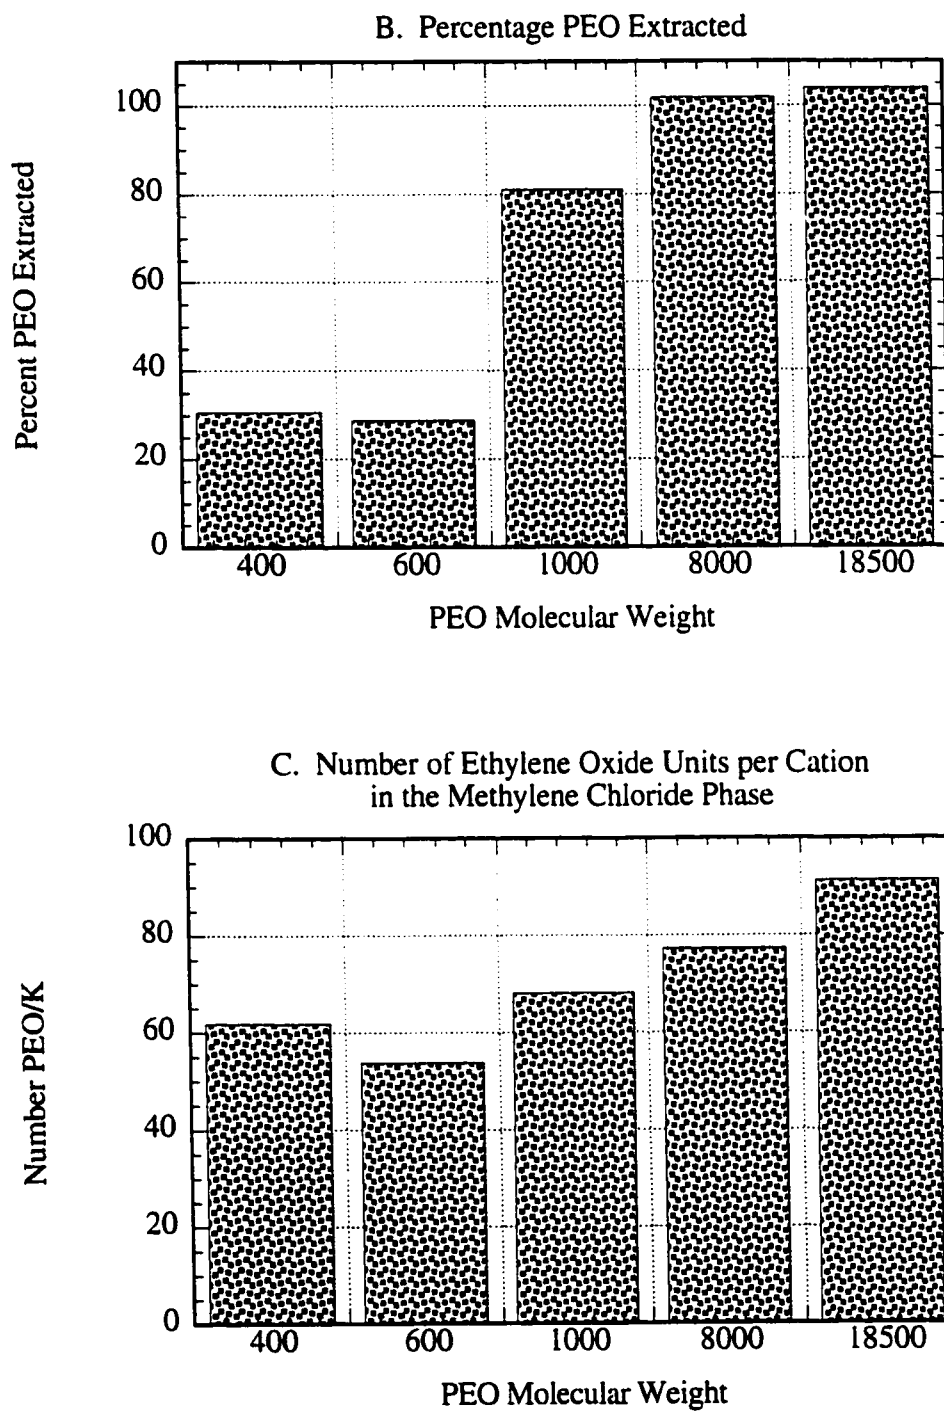 B. Percentage PEO Extracted
Percent PEO Extracted
100
80
60
40
20
0
400 600 1000 8000 18500
PEO Molecular Weight
C. Number of Ethylene Oxide Units per Cation
in the Methylene Chloride Phase
Number PEO/K
100
80
60
40
20
0
400 600 1000 8000 18500
PEO Molecular Weight